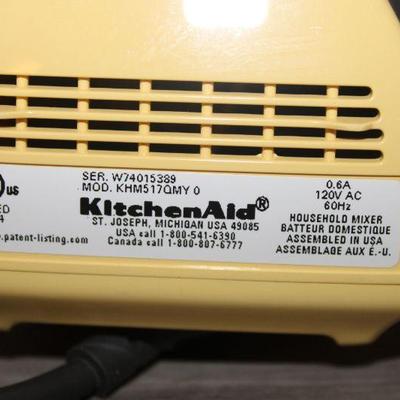 SER. W74015389
MOD. KHM517QMY 0
KitchenAid®
ST. JOSEPH, MICHIGAN USA 49085
USA call 1-800-541-6390
Canada call 1-800-807-6777
0.6A
120V AC
60Hz
HOUSEHOLD MIXER
BATTEUR DOMESTIQUE
ASSEMBLED IN USA
ASSEMBLAGE AUX É.-U.
US
ED
4
.patent-listing.com